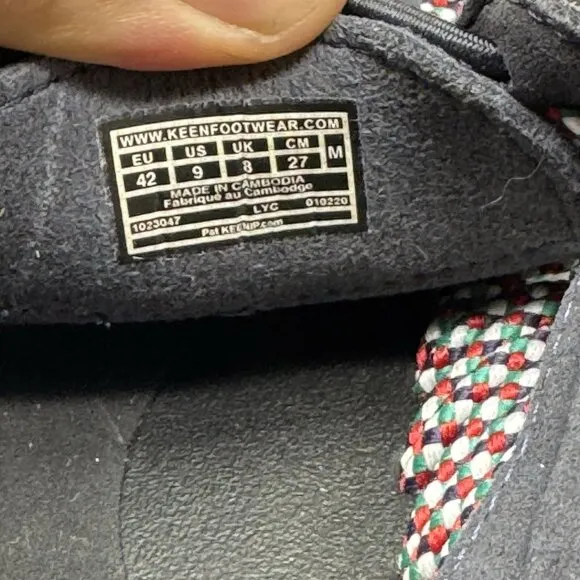 WWW.KEENFOOTWEAR.COM
EU US UK CM M
42 9 8 27
MADE IN CAMBODIA
Fabriqué au Cambodge
1023047 LYC 010220
Pat KEENIP.com